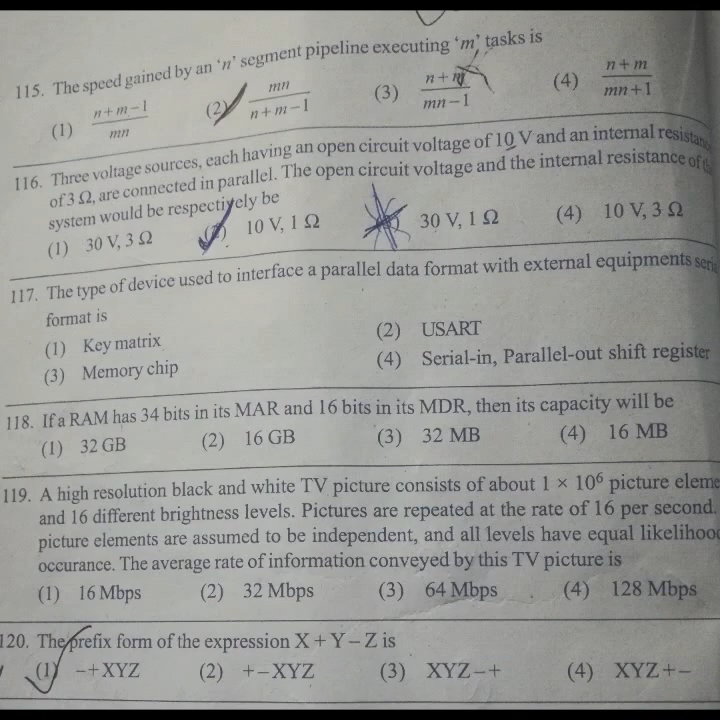 115. The speed gained by an 'n' segment pipeline executing 'm' tasks is
(1) n+m−1 / mn (2) mn / n+m−1 (3) n+m / mn−1 (4) n+m / mn+1
116. Three voltage sources, each having an open circuit voltage of 10 V and an internal
of 3 Ω, are connected in parallel. The open circuit voltage and the internal resistance of
system would be respectively be
(1) 30 V, 3 Ω (2) 10 V, 1 Ω 30 V, 1 Ω (4) 10 V, 3 Ω
117. The type of device used to interface a parallel data format with external equipments
format is
(1) Key matrix (2) USART
(3) Memory chip (4) Serial-in, Parallel-out shift register
118. If a RAM has 34 bits in its MAR and 16 bits in its MDR, then its capacity will be
(1) 32 GB (2) 16 GB (3) 32 MB (4) 16 MB
119. A high resolution black and white TV picture consists of about 1 × 10⁶ picture
and 16 different brightness levels. Pictures are repeated at the rate of 16 per second.
picture elements are assumed to be independent, and all levels have equal
occurance. The average rate of information conveyed by this TV picture is
(1) 16 Mbps (2) 32 Mbps (3) 64 Mbps (4) 128 Mbps
120. The prefix form of the expression X + Y − Z is
(1) −+XYZ (2) +−XYZ (3) XYZ−+ (4) XYZ+−